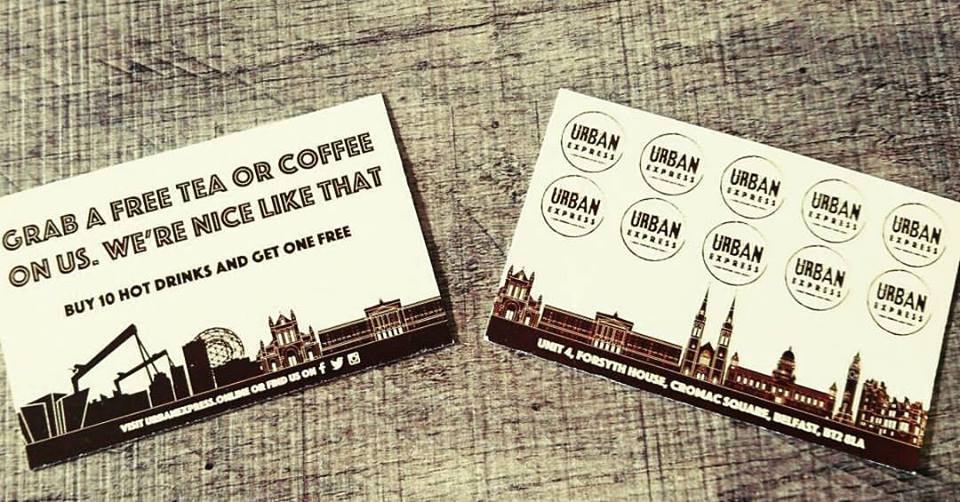 GRAB A FREE TEA OR COFFEE
ON US. WE'RE NICE LIKE THAT
BUY 10 HOT DRINKS AND GET ONE FREE
VISIT URBANEXPRESS.ONLINE OR FIND US ON
URBAN
EXPRESS
URBAN
EXPRESS
URBAN
EXPRESS
URBAN
EXPRESS
URBAN
EXPRESS
URBAN
EXPRESS
URBAN
EXPRESS
URBAN
EXPRESS
URBAN
EXPRESS
URBAN
EXPRESS
UNIT 4, FORSYTH HOUSE, CROMAC SQUARE, BELFAST, BT2 8LA